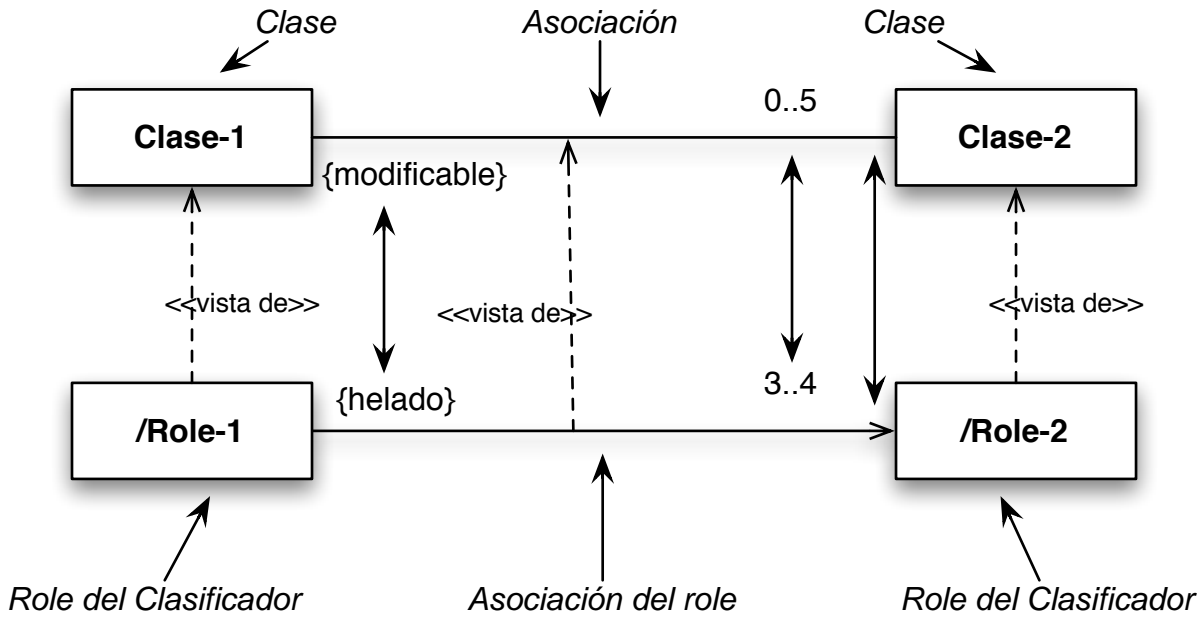 Clase
Asociación
Clase
0..5
Clase-1
Clase-2
{modificable}
<<vista de>>
<<vista de>>
<<vista de>>
{helado}
3..4
/Role-1
/Role-2
Role del Clasificador
Asociación del role
Role del Clasificador